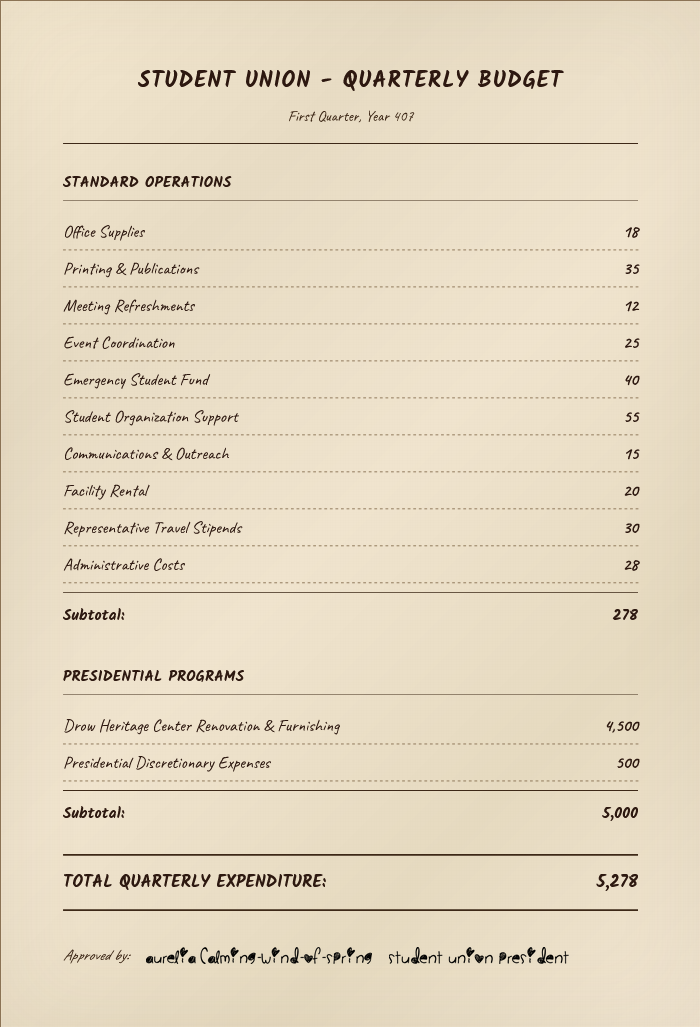 STUDENT UNION - QUARTERLY BUDGET
First Quarter, Year 407
STANDARD OPERATIONS
Office Supplies 18
Printing & Publications 35
Meeting Refreshments 12
Event Coordination 25
Emergency Student Fund 40
Student Organization Support 55
Communications & Outreach 15
Facility Rental 20
Representative Travel Stipends 30
Administrative Costs 28
Subtotal: 278
PRESIDENTIAL PROGRAMS
Drow Heritage Center Renovation & Furnishing 4,500
Presidential Discretionary Expenses 500
Subtotal: 5,000
TOTAL QUARTERLY EXPENDITURE: 5,278
Approved by: aurelia Calming-wind-of-spring student union president